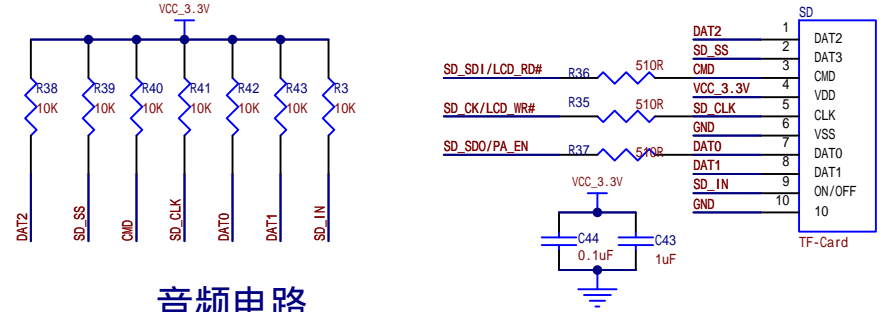 VCC_3.3V
R38
10K
R39
10K
R40
10K
R41
10K
R42
10K
R43
10K
R3
10K
DAT2
SD_SS
CMD
SD_CLK
DAT0
DAT1
SD_IN
音频电路
SD_SDI/LCD_RD#
R36
510R
CMD
SD_CK/LCD_WR#
R35
510R
SD_CLK
SD_SDO/PA_EN
R37
510R
DAT0
DAT2
SD_SS
VCC_3.3V
GND
DAT1
SD_IN
GND
SD
1 DAT2
2 DAT3
3 CMD
4 VDD
5 CLK
6 VSS
7 DAT0
8 DAT1
9 ON/OFF
10 10
TF-Card
VCC_3.3V
C44
0.1uF
C43
1uF